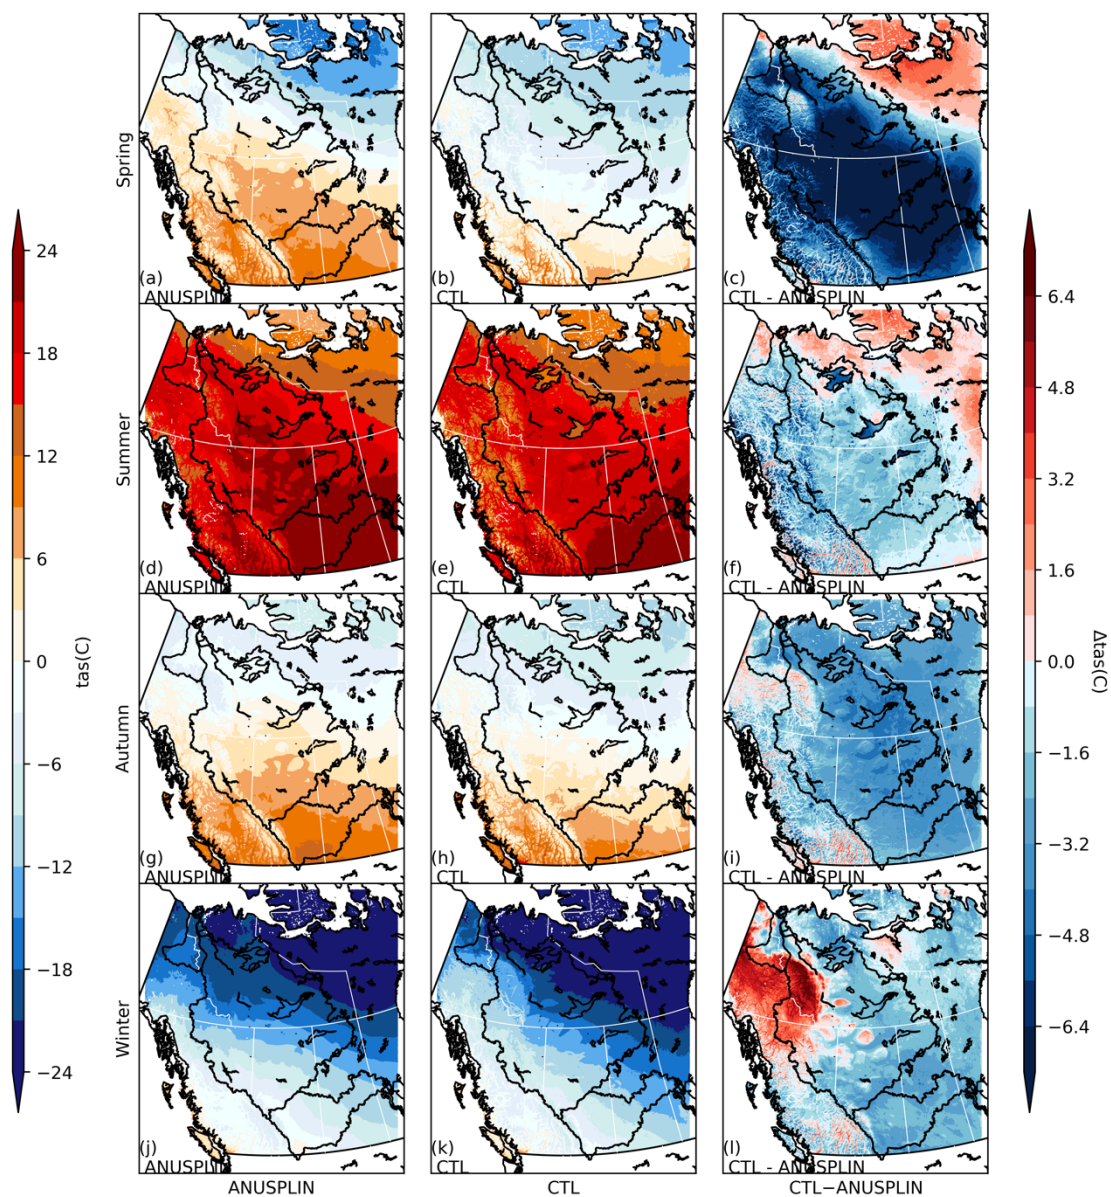 Spring
(a)
ANUSPLIN
(b)
CTL
(c)
CTL - ANUSPLIN
Summer
(d)
ANUSPLIN
(e)
CTL
(f)
CTL - ANUSPLIN
Autumn
(g)
ANUSPLIN
(h)
CTL
(i)
CTL - ANUSPLIN
Winter
(j)
ANUSPLIN
(k)
CTL
(l)
CTL - ANUSPLIN
ANUSPLIN
CTL
CTL−ANUSPLIN
24
18
12
6
0
−6
−12
−18
−24
tas(C)
6.4
4.8
3.2
1.6
0.0
−1.6
−3.2
−4.8
−6.4
Δtas(C)